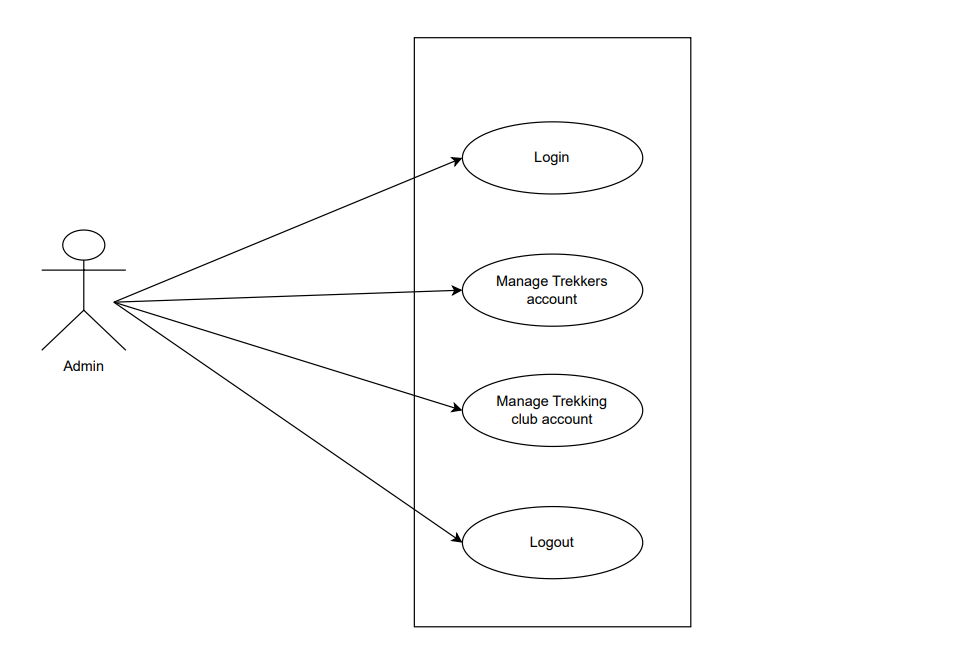 Login
Manage Trekkers
account
Admin
Manage Trekking
club account
Logout